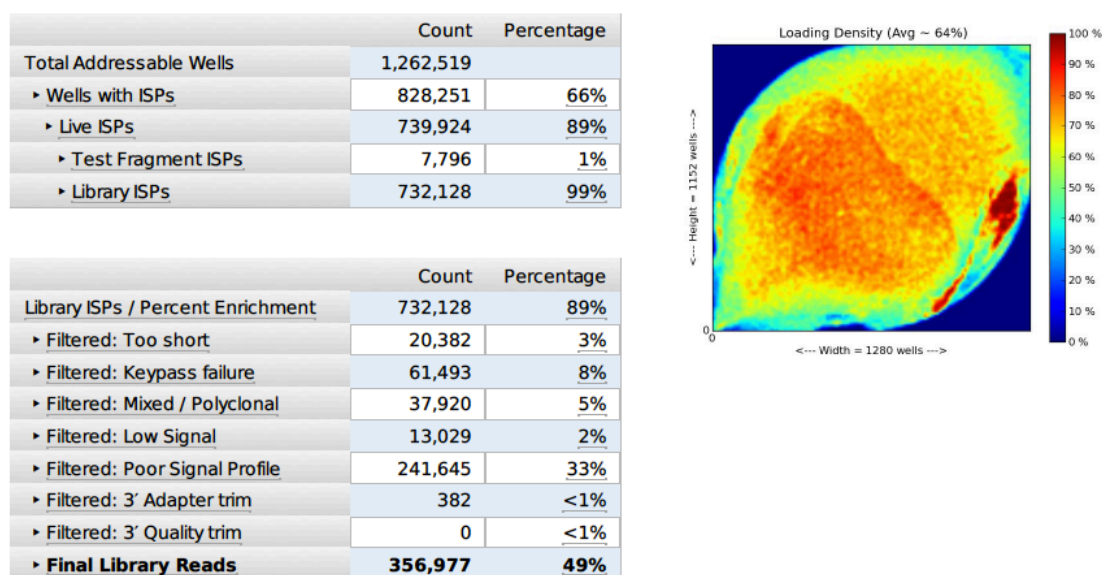 Count Percentage
Total Addressable Wells 1,262,519
‣ Wells with ISPs 828,251 66%
‣ Live ISPs 739,924 89%
‣ Test Fragment ISPs 7,796 1%
‣ Library ISPs 732,128 99%
Count Percentage
Library ISPs / Percent Enrichment 732,128 89%
‣ Filtered: Too short 20,382 3%
‣ Filtered: Keypass failure 61,493 8%
‣ Filtered: Mixed / Polyclonal 37,920 5%
‣ Filtered: Low Signal 13,029 2%
‣ Filtered: Poor Signal Profile 241,645 33%
‣ Filtered: 3′ Adapter trim 382 <1%
‣ Filtered: 3′ Quality trim 0 <1%
‣ Final Library Reads 356,977 49%
Loading Density (Avg ~ 64%)
<--- Height = 1152 wells --->
0
0
<--- Width = 1280 wells --->
100 %
90 %
80 %
70 %
60 %
50 %
40 %
30 %
20 %
10 %
0 %